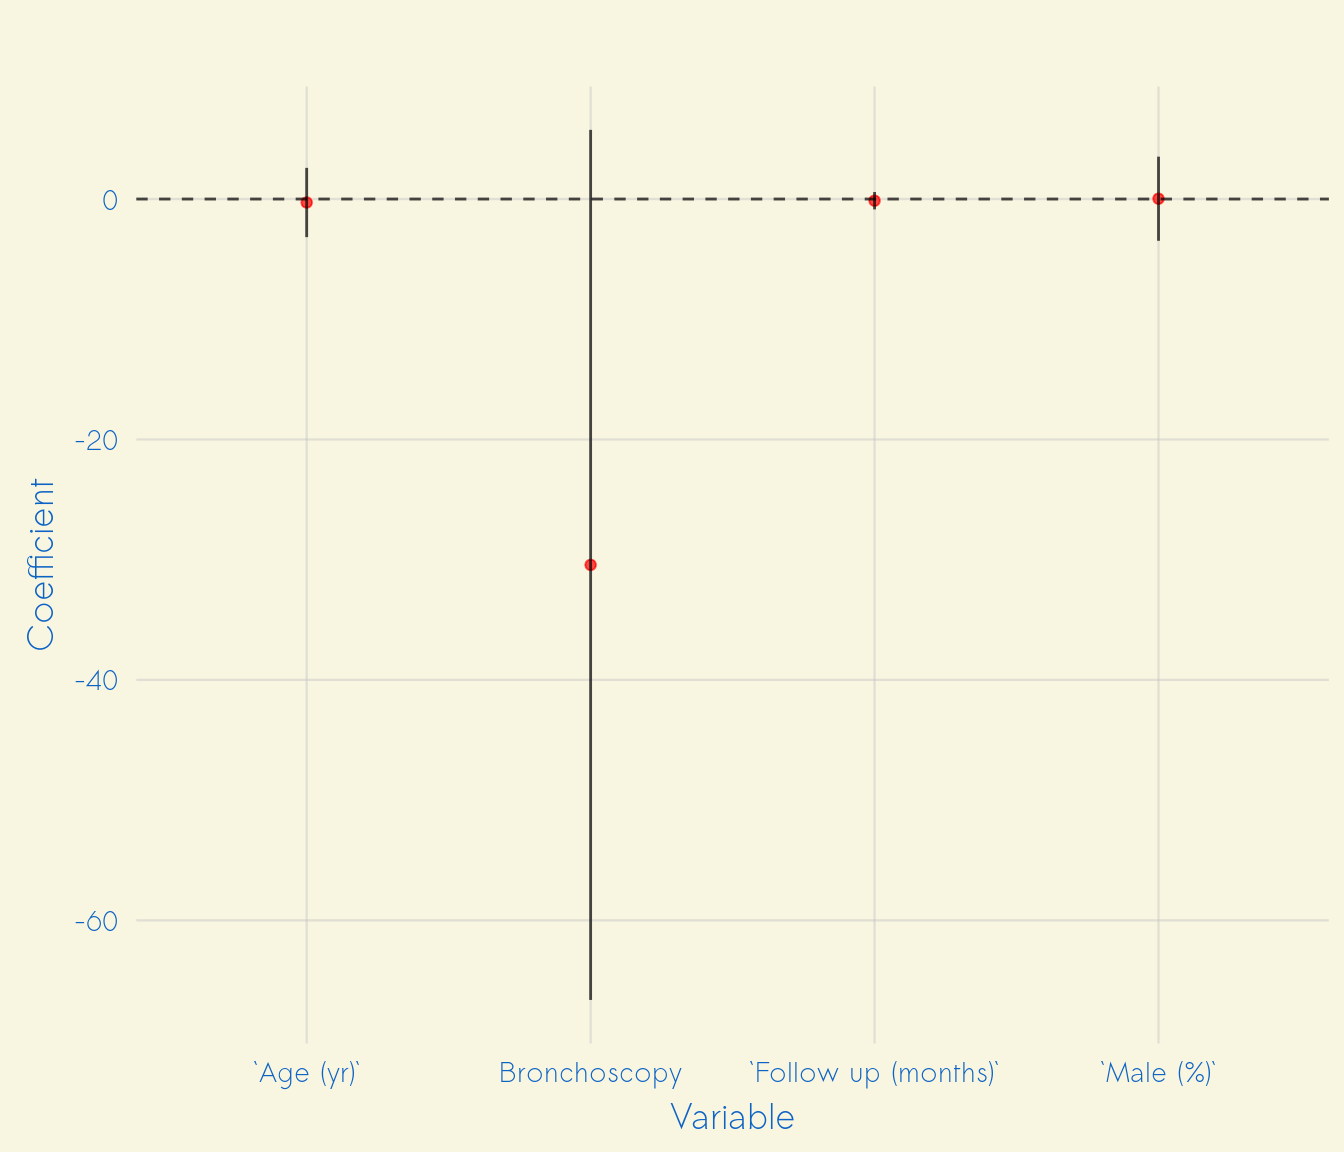 0
-20
-40
-60
Coefficient
`Age (yr)`
Bronchoscopy
`Follow up (months)`
`Male (%)`
Variable